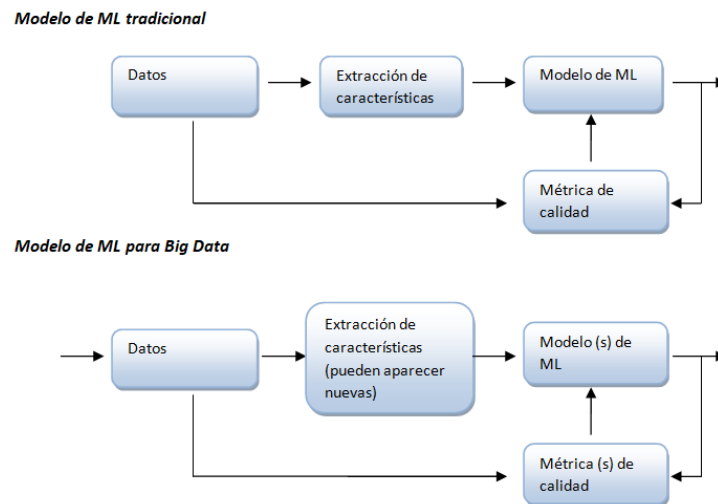 Modelo de ML tradicional
Datos
Extracción de
características
Modelo de ML
Métrica de
calidad
Modelo de ML para Big Data
Datos
Extracción de
características
(pueden aparecer
nuevas)
Modelo (s) de
ML
Métrica (s) de
calidad